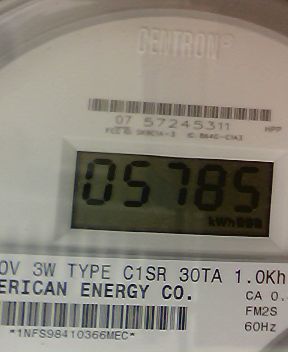 CENTRON®
07 57245311
HPP
05785
kWh
0V 3W TYPE C1SR 30TA 1.0Kh
ERICAN ENERGY CO.
CA 0.
FM2S
60Hz
*1NFS98410366MEC*